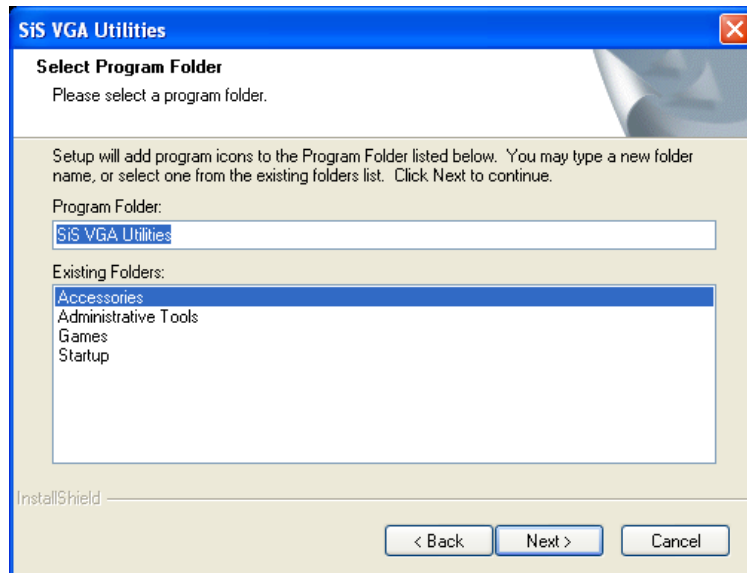 SiS VGA Utilities
Select Program Folder
Please select a program folder.
Setup will add program icons to the Program Folder listed below.  You may type a new folder
name, or select one from the existing folders list.  Click Next to continue.
Program Folder:
SiS VGA Utilities
Existing Folders:
Accessories
Administrative Tools
Games
Startup
InstallShield
< Back
Next >
Cancel